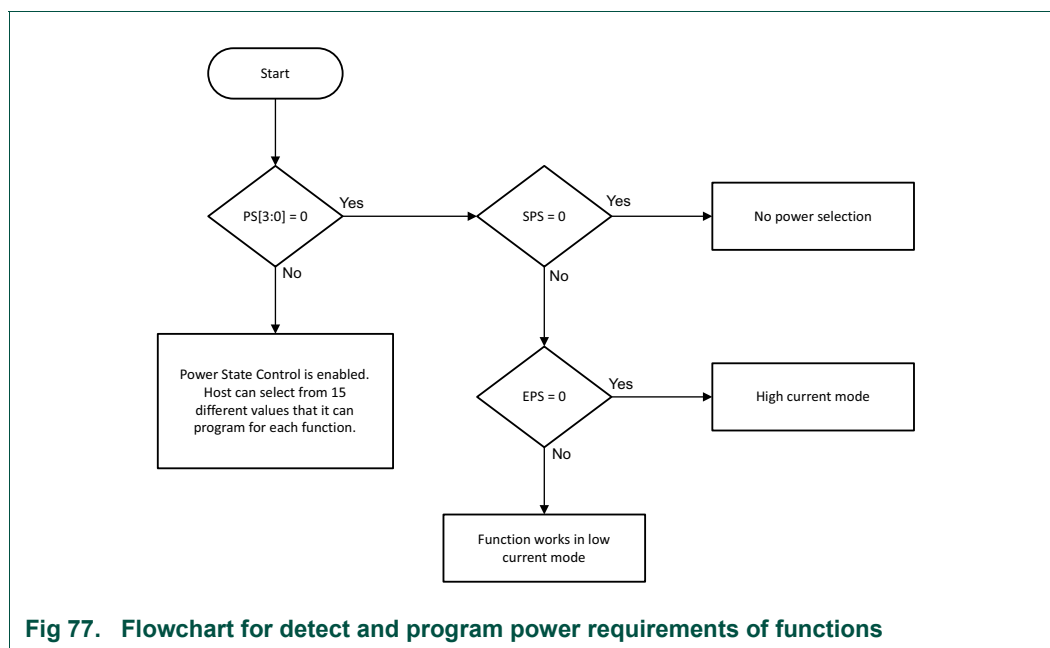 Start
PS[3:0] = 0
Yes
SPS = 0
Yes
No power selection
No
No
Power State Control is enabled.
Host can select from 15
different values that it can
program for each function.
EPS = 0
Yes
High current mode
No
Function works in low
current mode
Fig 77. Flowchart for detect and program power requirements of functions